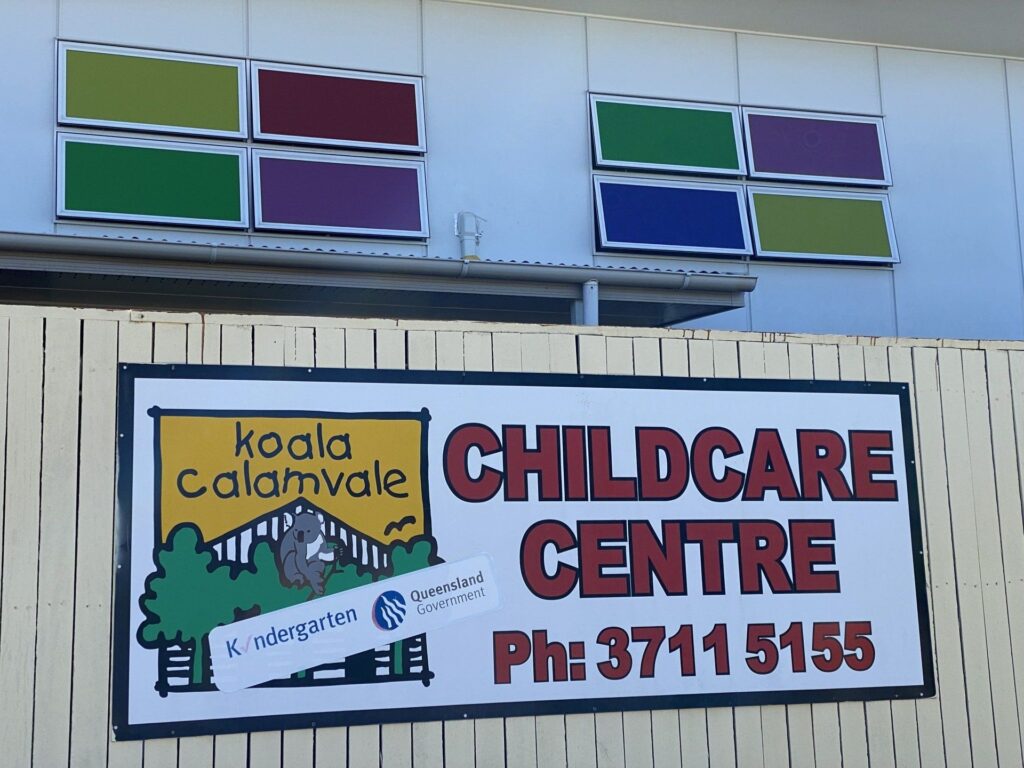 koala
calamvale
CHILDCARE
CENTRE
Ph: 3711 5155
Kindergarten
Queensland
Government